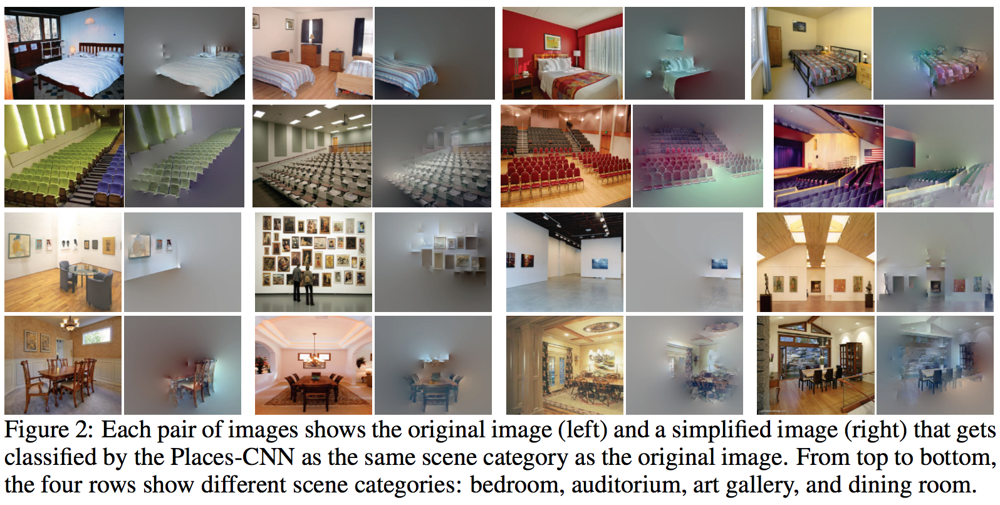 Figure 2: Each pair of images shows the original image (left) and a simplified image (right) that gets
classified by the Places-CNN as the same scene category as the original image. From top to bottom,
the four rows show different scene categories: bedroom, auditorium, art gallery, and dining room.